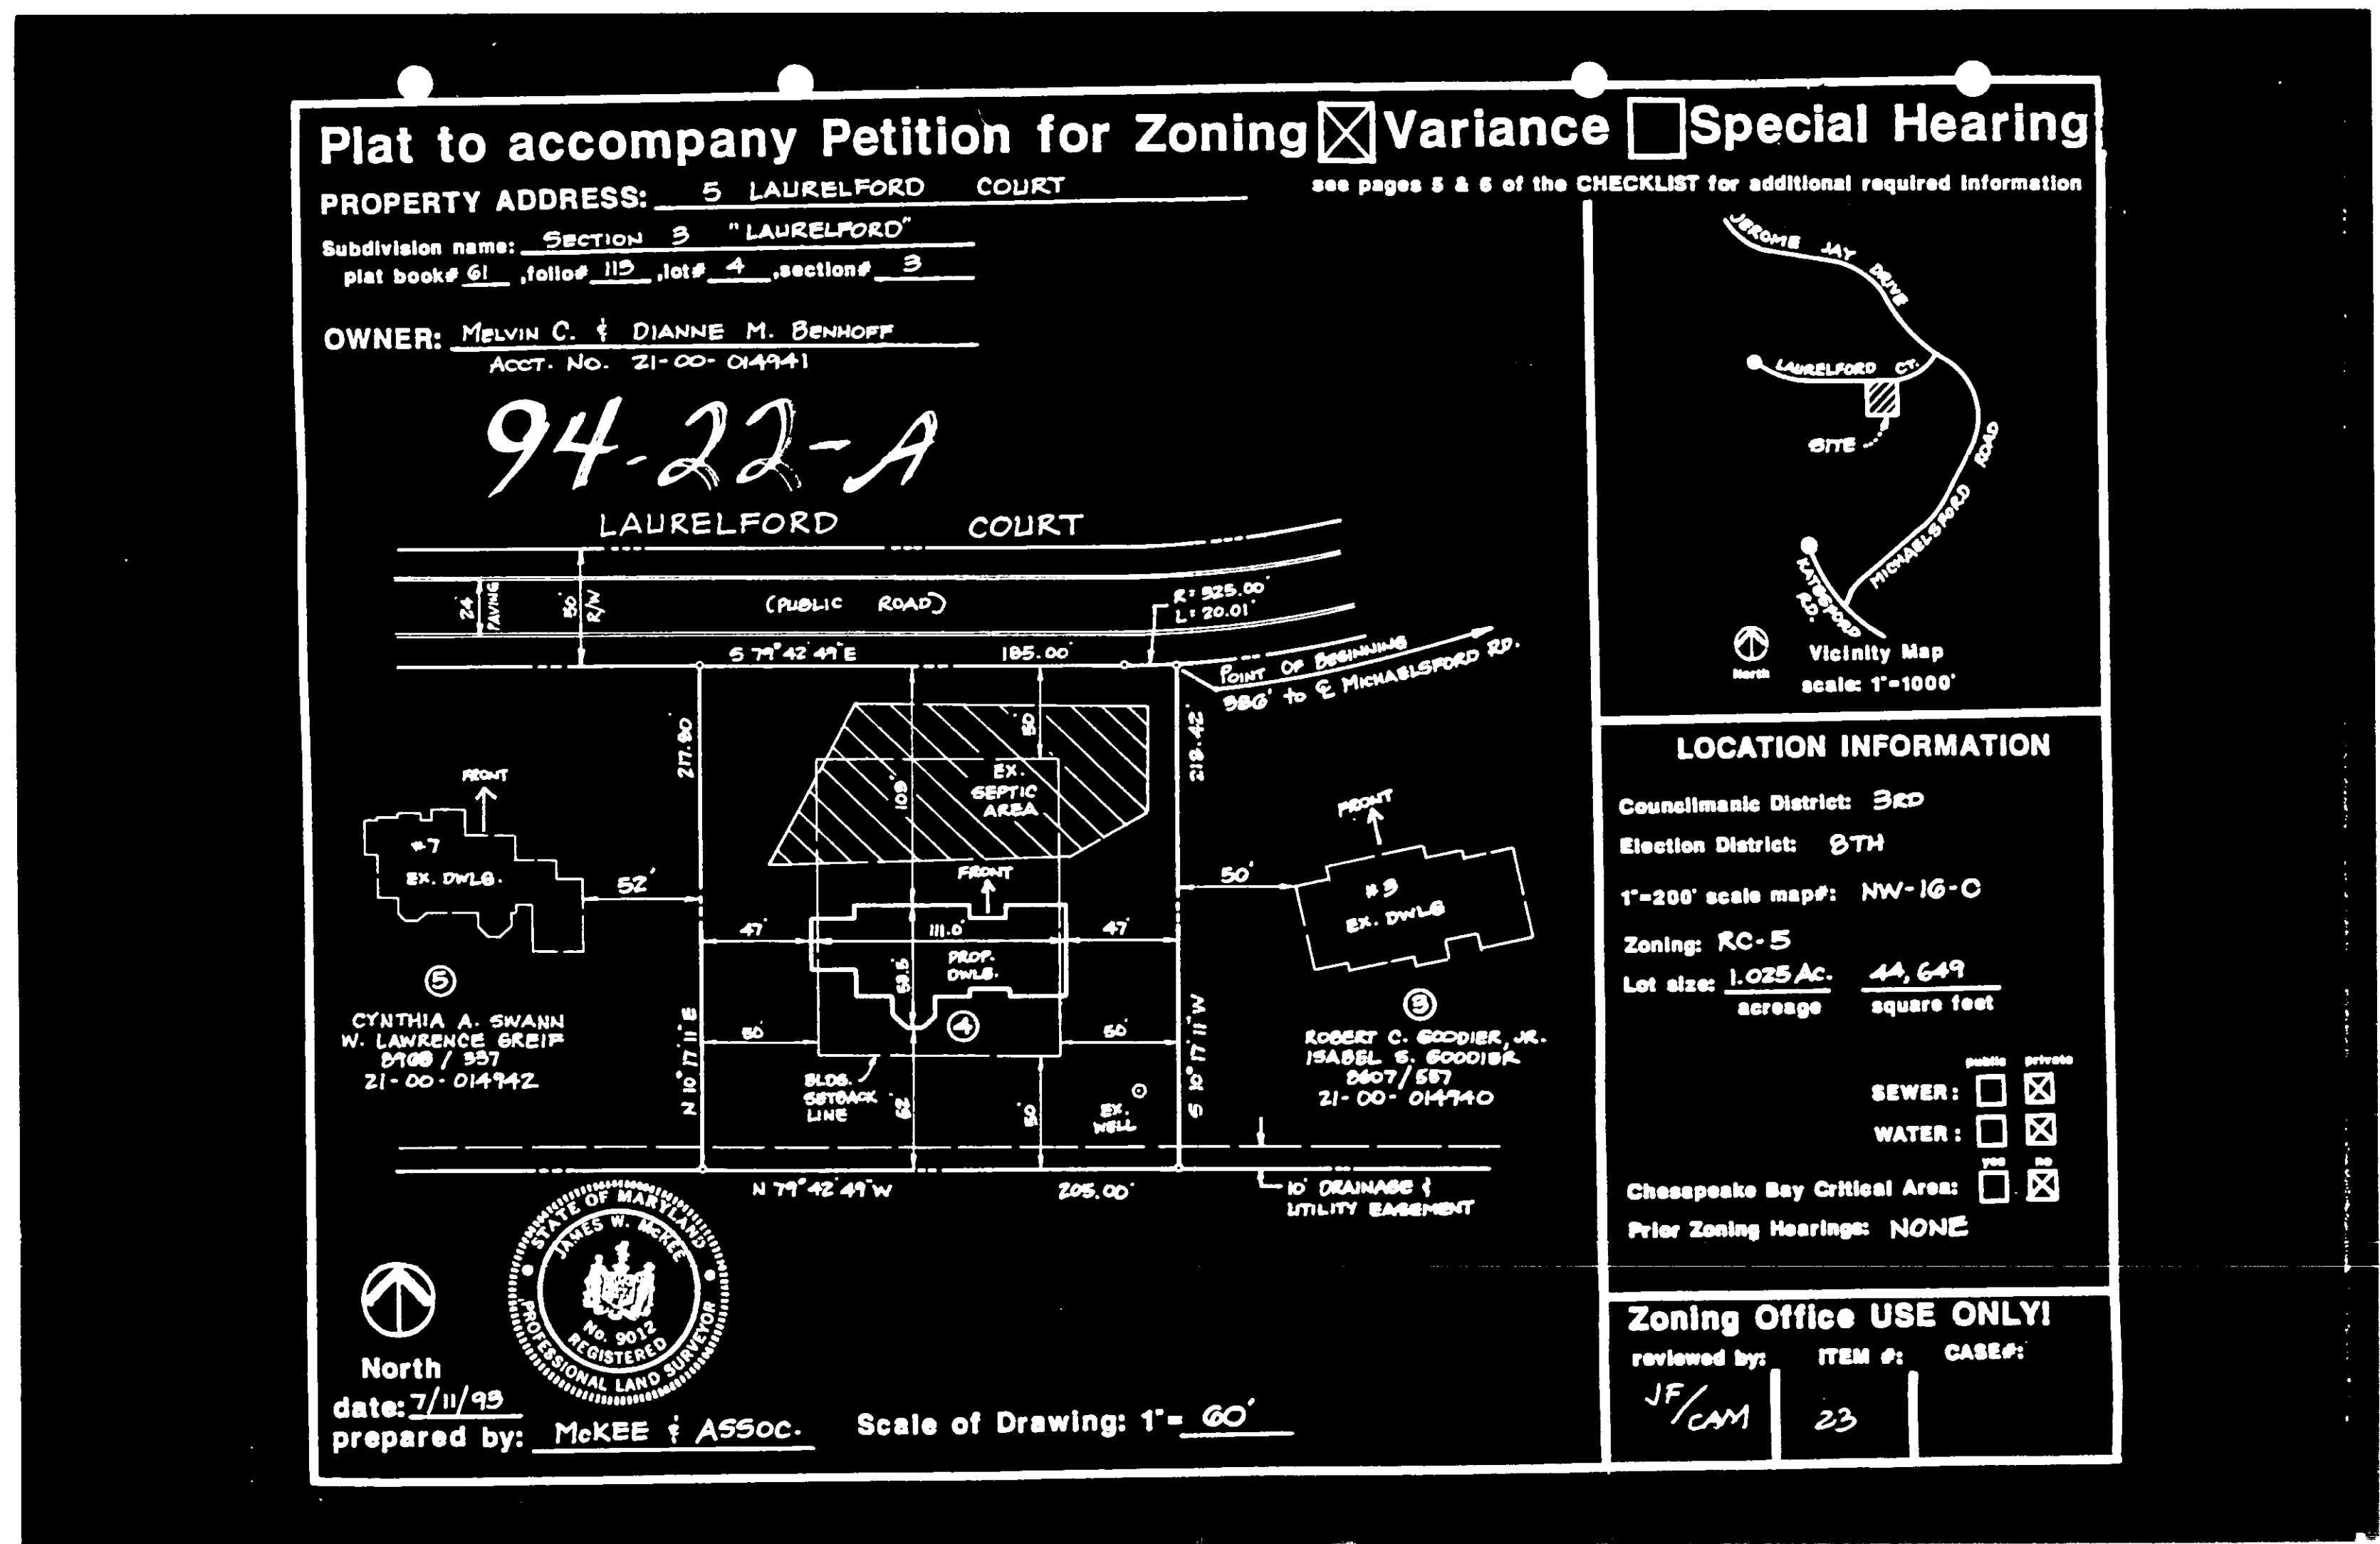 Plat to accompany Petition for Zoning Variance Special Hearing
PROPERTY ADDRESS: 5 LAURELFORD COURT
see pages 5 & 6 of the CHECKLIST for additional required information
Subdivision name: SECTION 3 "LAURELFORD"
plat book# 61 ,folio# 113 ,lot# 4 ,section# 3
OWNER: MELVIN C. & DIANNE M. BENHOFF
ACCT. NO. 21-00-014941
94-22-A
LAURELFORD COURT
24' PAVING
50' R/W
(PUBLIC ROAD)
R= 525.00'
L= 20.01'
S 79°42'49"E 185.00'
POINT OF BEGINNING
386' to ℄ MICHAELSFORD RD.
217.80'
218.42'
50'
109'
EX.
SEPTIC
AREA
FRONT
#7
EX. DWLG.
52'
FRONT
50'
FRONT
#3
EX. DWLG
47'
111.0'
47'
PROP.
DWLG.
58.5'
5
CYNTHIA A. SWANN
W. LAWRENCE GREIF
21-00-014942
4
50'
50'
3
ROBERT C. GOODIER, JR.
ISABEL S. GOODIER
8607/557
21-00-014940
N 10°17'11"E
S 10°17'11"W
BLDG.
SETBACK
LINE
62'
50'
EX.
WELL
N 79°42'49"W 205.00'
10' DRAINAGE &
UTILITY EASEMENT
STATE OF MARYLAND
JAMES W. McKEE
No. 9012
REGISTERED
PROFESSIONAL LAND SURVEYOR
North
date: 7/11/93
prepared by: McKEE & ASSOC.
Scale of Drawing: 1"= 60'
JEROME JAY DRIVE
LAURELFORD CT.
SITE
MICHAELSFORD ROAD
KATESFORD RD.
North
Vicinity Map
scale: 1"=1000'
LOCATION INFORMATION
Councilmanic District: 3RD
Election District: 8TH
1"=200' scale map#: NW-16-C
Zoning: RC-5
Lot size: 1.025 AC. 44,649
acreage square feet
public private
SEWER:
WATER:
yes no
Chesapeake Bay Critical Area:
Prior Zoning Hearings: NONE
Zoning Office USE ONLY!
reviewed by: ITEM #: CASE#:
JF/CAM 23